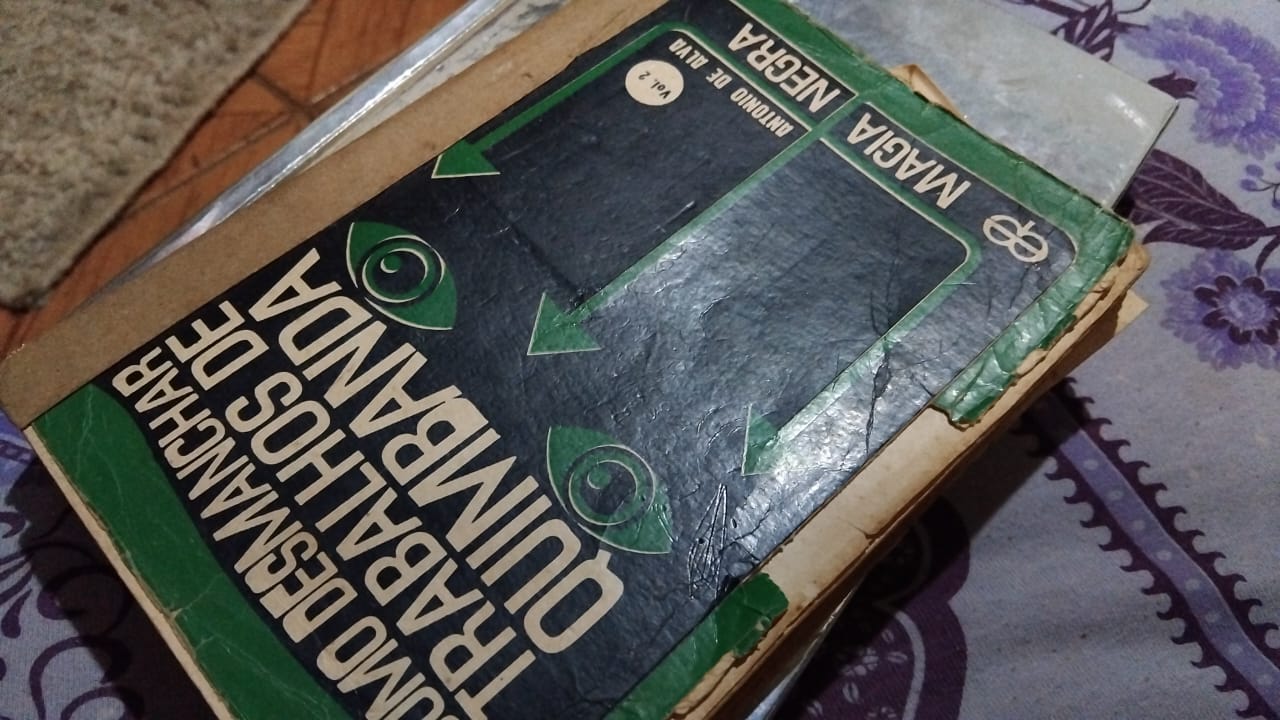 COMO DESMANCHAR
TRABALHOS DE
QUIMBANDA
Vol. 2
ANTONIO DE ALVA
MAGIA NEGRA